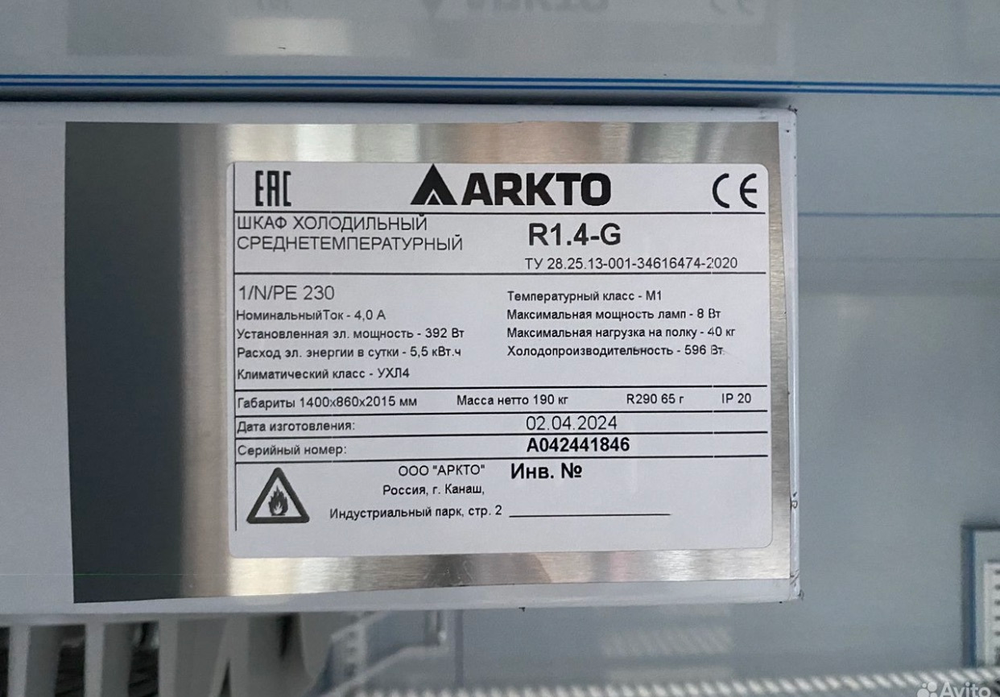 EAC
ARKTO
CE
ШКАФ ХОЛОДИЛЬНЫЙ
СРЕДНЕТЕМПЕРАТУРНЫЙ
R1.4-G
ТУ 28.25.13-001-34616474-2020
1/N/PE 230
Номинальный Ток - 4,0 А
Установленная эл. мощность - 392 Вт
Расход эл. энергии в сутки - 5,5 кВт.ч
Климатический класс - УХЛ4
Температурный класс - М1
Максимальная мощность ламп - 8 Вт
Максимальная нагрузка на полку - 40 кг
Холодопроизводительность - 596 Вт
Габариты 1400х860х2015 мм Масса нетто 190 кг R290 65 г IP 20
Дата изготовления: 02.04.2024
Серийный номер: A042441846
ООО "АРКТО" Инв. №
Россия, г. Канаш,
Индустриальный парк, стр. 2
Avito